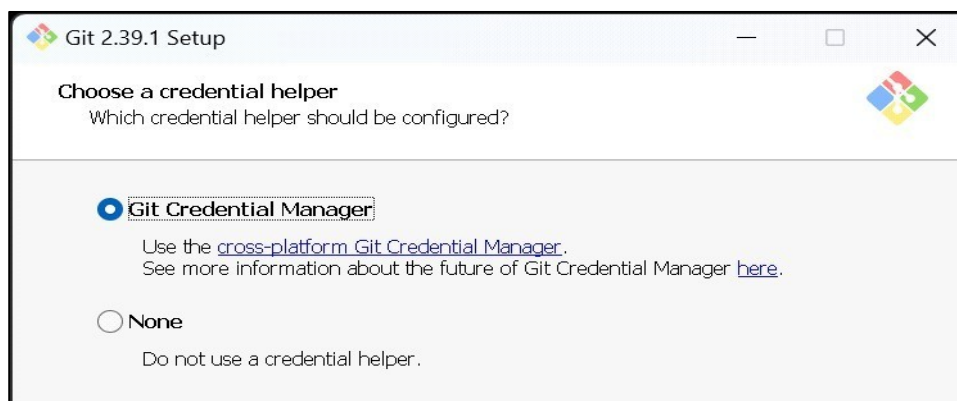 Git 2.39.1 Setup
Choose a credential helper
Which credential helper should be configured?
Git Credential Manager
Use the cross-platform Git Credential Manager.
See more information about the future of Git Credential Manager here.
None
Do not use a credential helper.